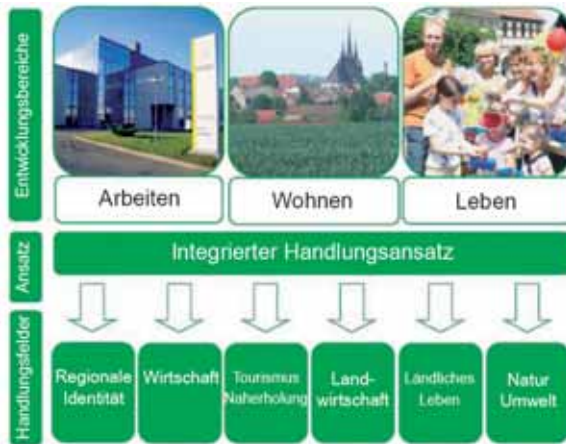 Entwicklungsbereiche
Arbeiten
Wohnen
Leben
Ansatz
Integrierter Handlungsansatz
Handlungsfelder
Regionale
Identität
Wirtschaft
Tourismus
Naherholung
Land-
wirtschaft
Ländliches
Leben
Natur
Umwelt